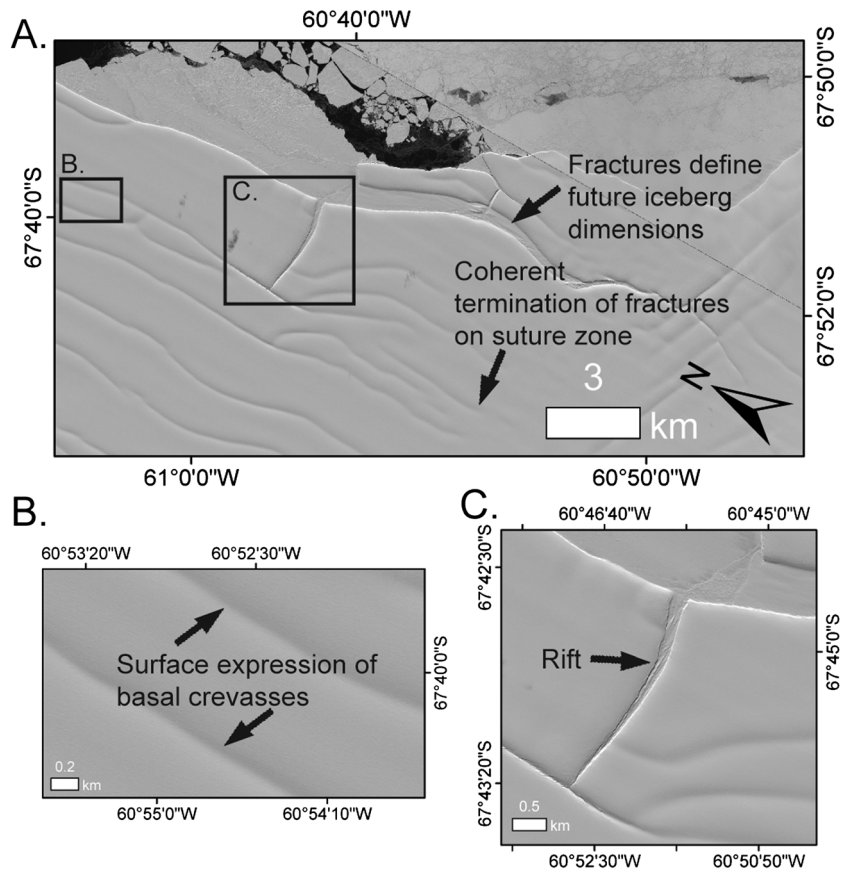 A.
60°40'0"W
67°50'0"S
B.
C.
Fractures define
future iceberg
dimensions
67°40'0"S
Coherent
termination of fractures
on suture zone
67°52'0"S
3
km
N
61°0'0"W
60°50'0"W
B.
60°53'20"W
60°52'30"W
Surface expression of
basal crevasses
67°40'0"S
0.2
km
60°55'0"W
60°54'10"W
C.
60°46'40"W
60°45'0"W
67°42'30"S
Rift
67°45'0"S
67°43'20"S
0.5
km
60°52'30"W
60°50'50"W